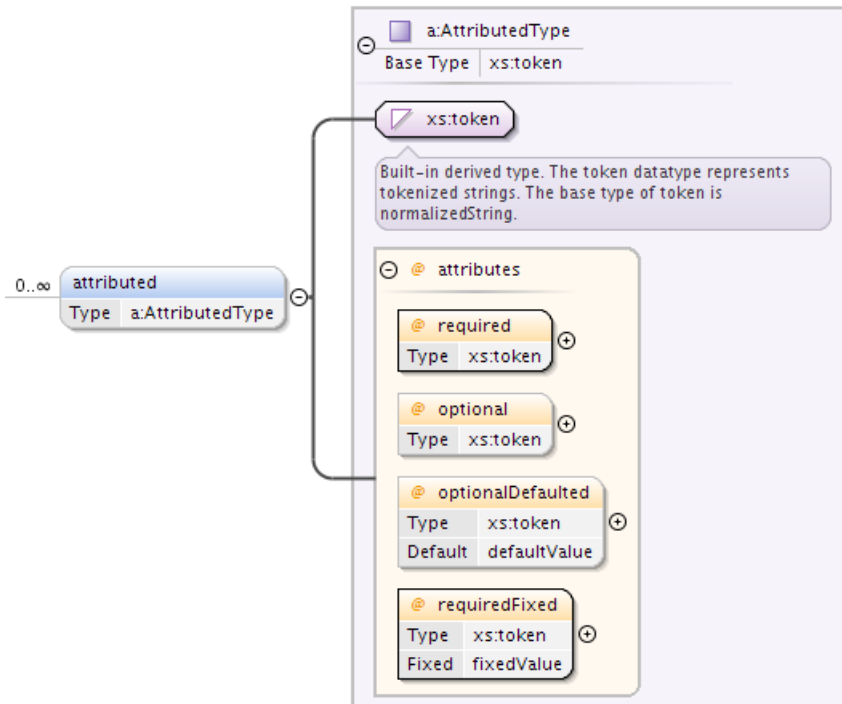 a:AttributedType
Base Type xs:token
xs:token
Built-in derived type. The token datatype represents
tokenized strings. The base type of token is
normalizedString.
@ attributes
0..∞
attributed
Type a:AttributedType
@ required
Type xs:token
@ optional
Type xs:token
@ optionalDefaulted
Type xs:token
Default defaultValue
@ requiredFixed
Type xs:token
Fixed fixedValue